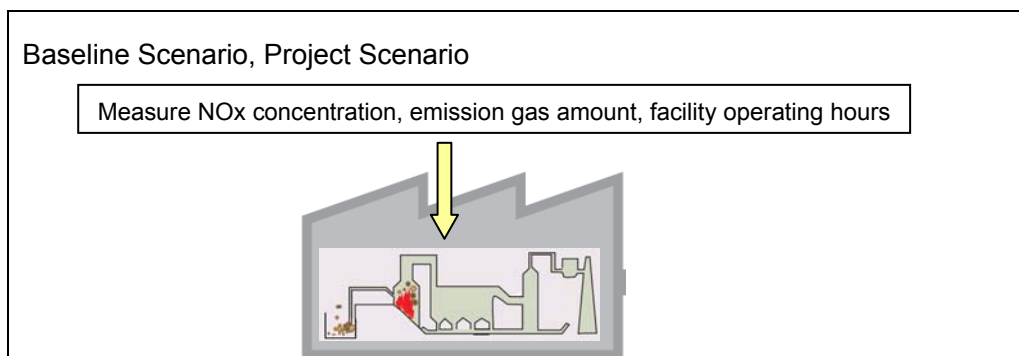 Baseline Scenario, Project Scenario
Measure NOx concentration, emission gas amount, facility operating hours